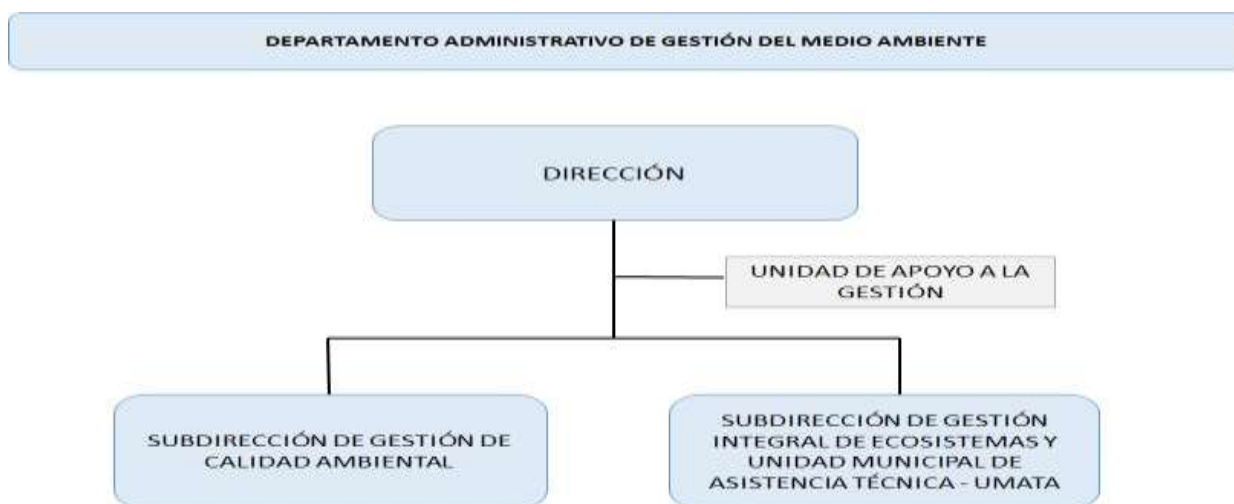 DEPARTAMENTO ADMINISTRATIVO DE GESTIÓN DEL MEDIO AMBIENTE
DIRECCIÓN
UNIDAD DE APOYO A LA
GESTIÓN
SUBDIRECCIÓN DE GESTIÓN DE
CALIDAD AMBIENTAL
SUBDIRECCIÓN DE GESTIÓN
INTEGRAL DE ECOSISTEMAS Y
UNIDAD MUNICIPAL DE
ASISTENCIA TÉCNICA - UMATA